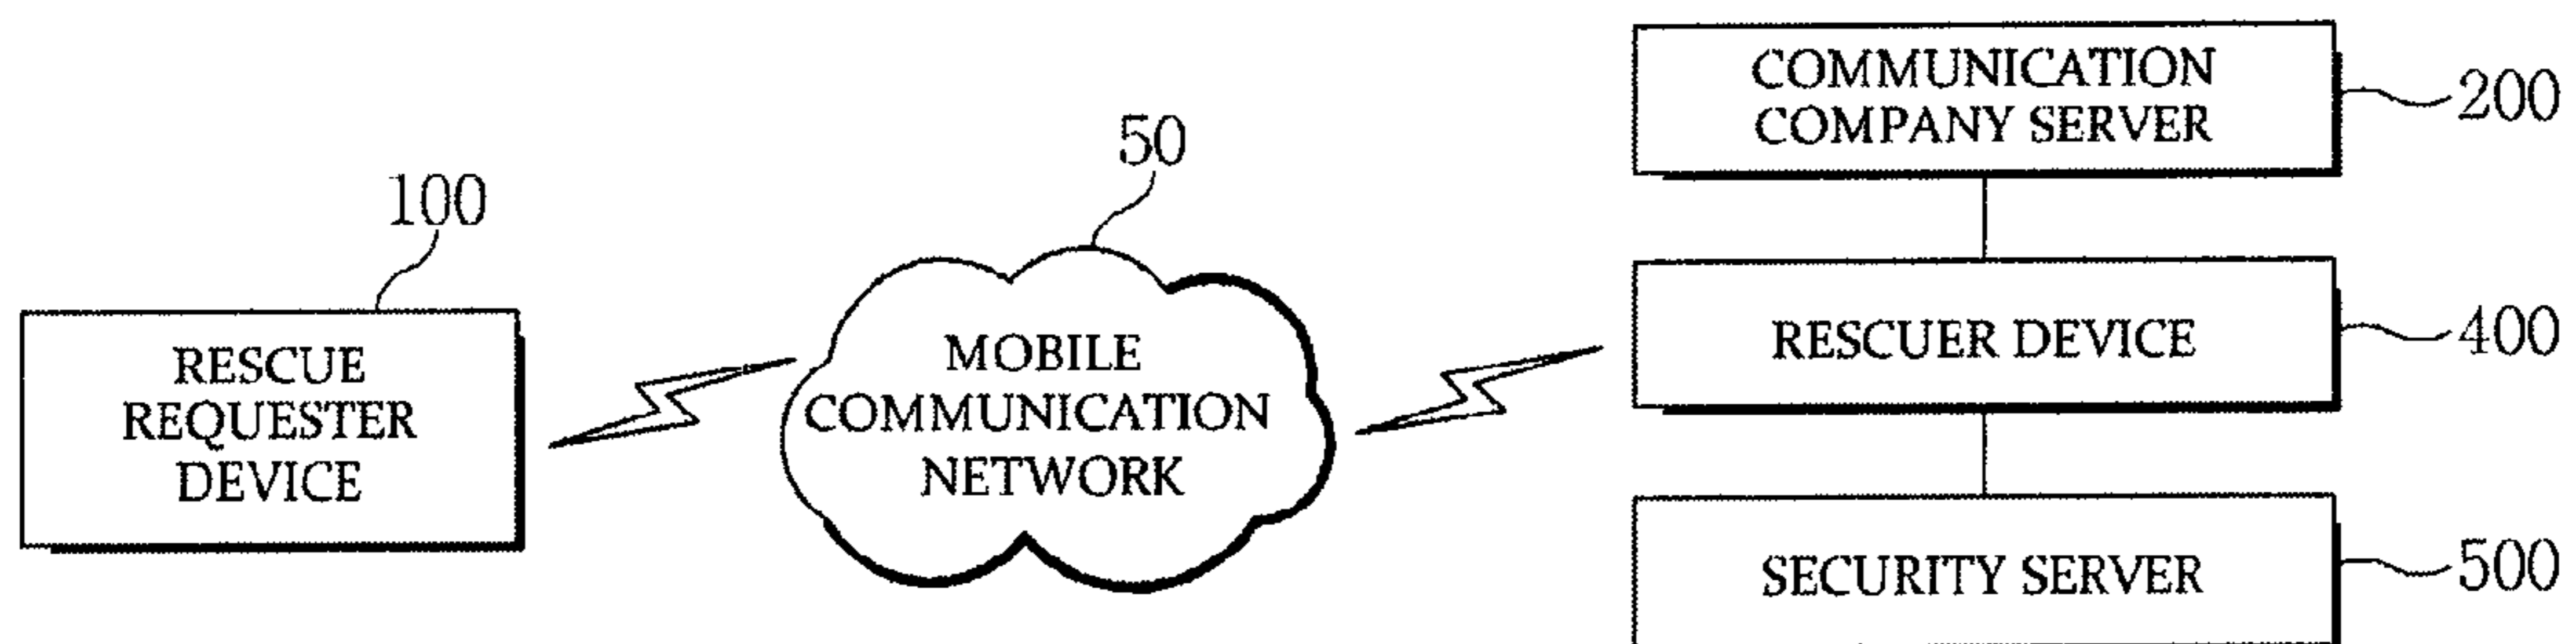 100
RESCUE
REQUESTER
DEVICE
50
MOBILE
COMMUNICATION
NETWORK
COMMUNICATION
COMPANY SERVER
200
RESCUER DEVICE
400
SECURITY SERVER
500